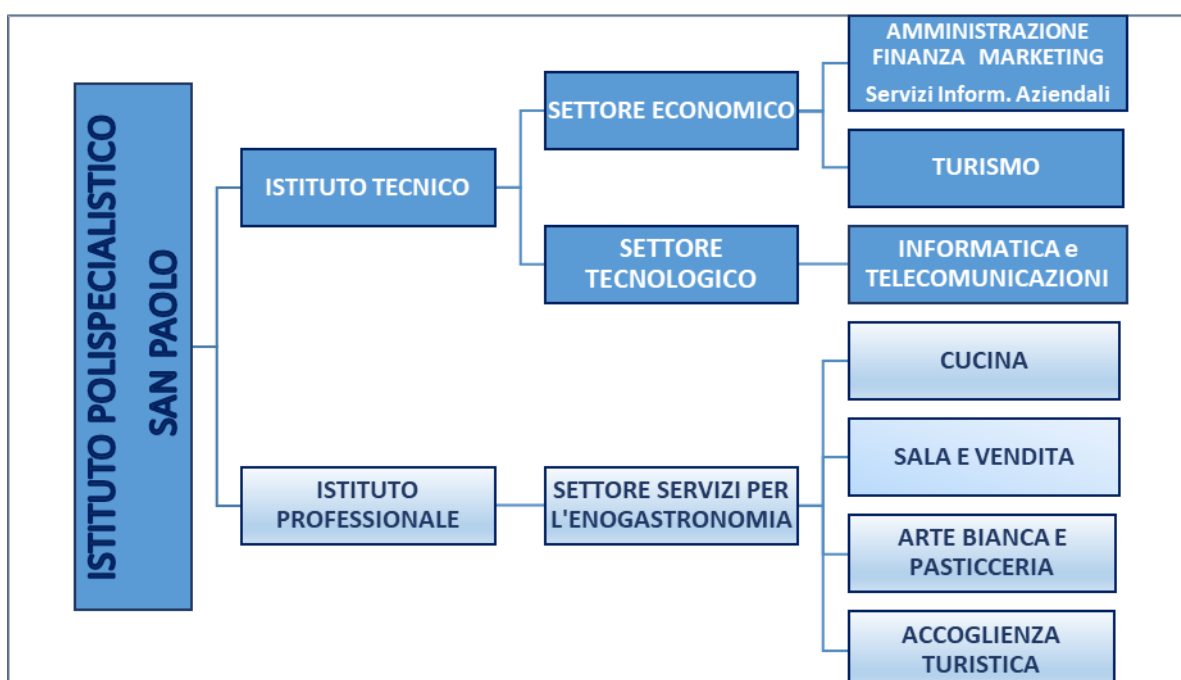 ISTITUTO POLISPECIALISTICO
SAN PAOLO
ISTITUTO TECNICO
SETTORE ECONOMICO
AMMINISTRAZIONE
FINANZA MARKETING
Servizi Inform. Aziendali
TURISMO
SETTORE
TECNOLOGICO
INFORMATICA e
TELECOMUNICAZIONI
ISTITUTO
PROFESSIONALE
SETTORE SERVIZI PER
L'ENOGASTRONOMIA
CUCINA
SALA E VENDITA
ARTE BIANCA E
PASTICCERIA
ACCOGLIENZA
TURISTICA